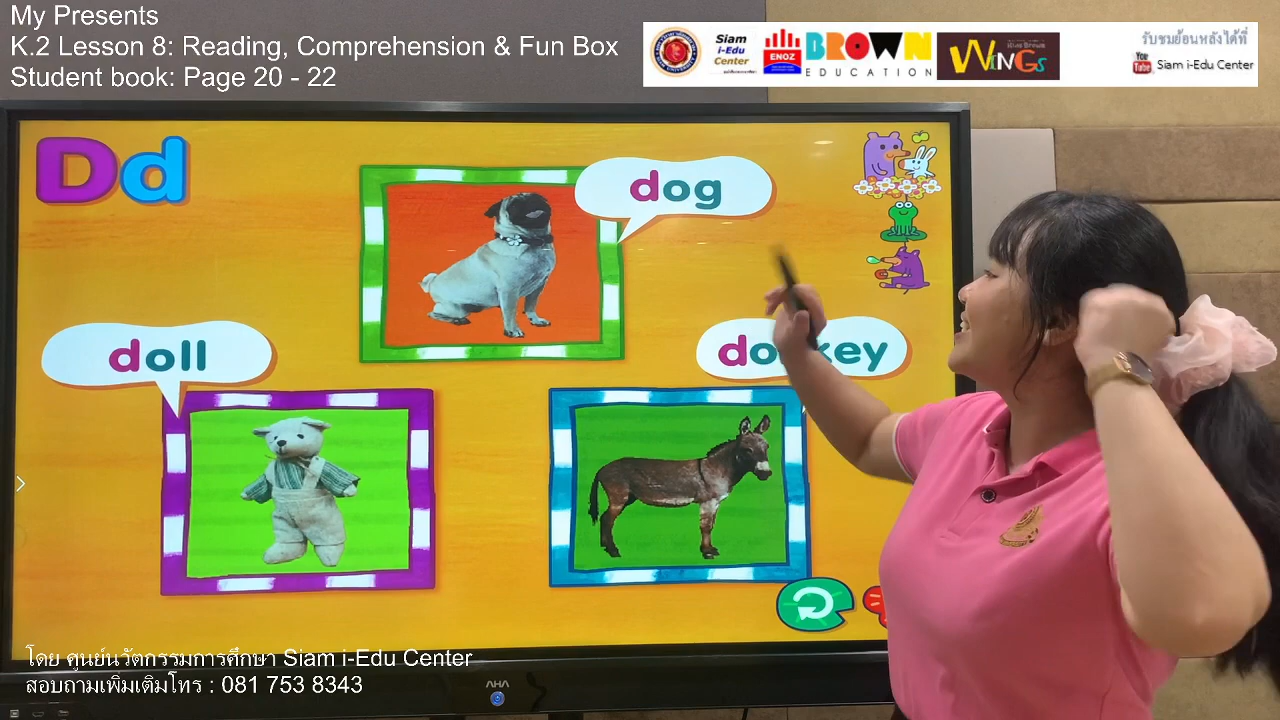 My Presents
K.2 Lesson 8: Reading, Comprehension & Fun Box
Student book: Page 20 - 22
Siam
i-Edu
Center
ENOZ
BROWN
EDUCATION
WINGS
รับชมย้อนหลังได้ที่
You
Tube
Siam i-Edu Center
Dd
dog
doll
AHA
โดย ศูนย์นวัตกรรมการศึกษา Siam i-Edu Center
สอบถามเพิ่มเติมโทร : 081 753 8343